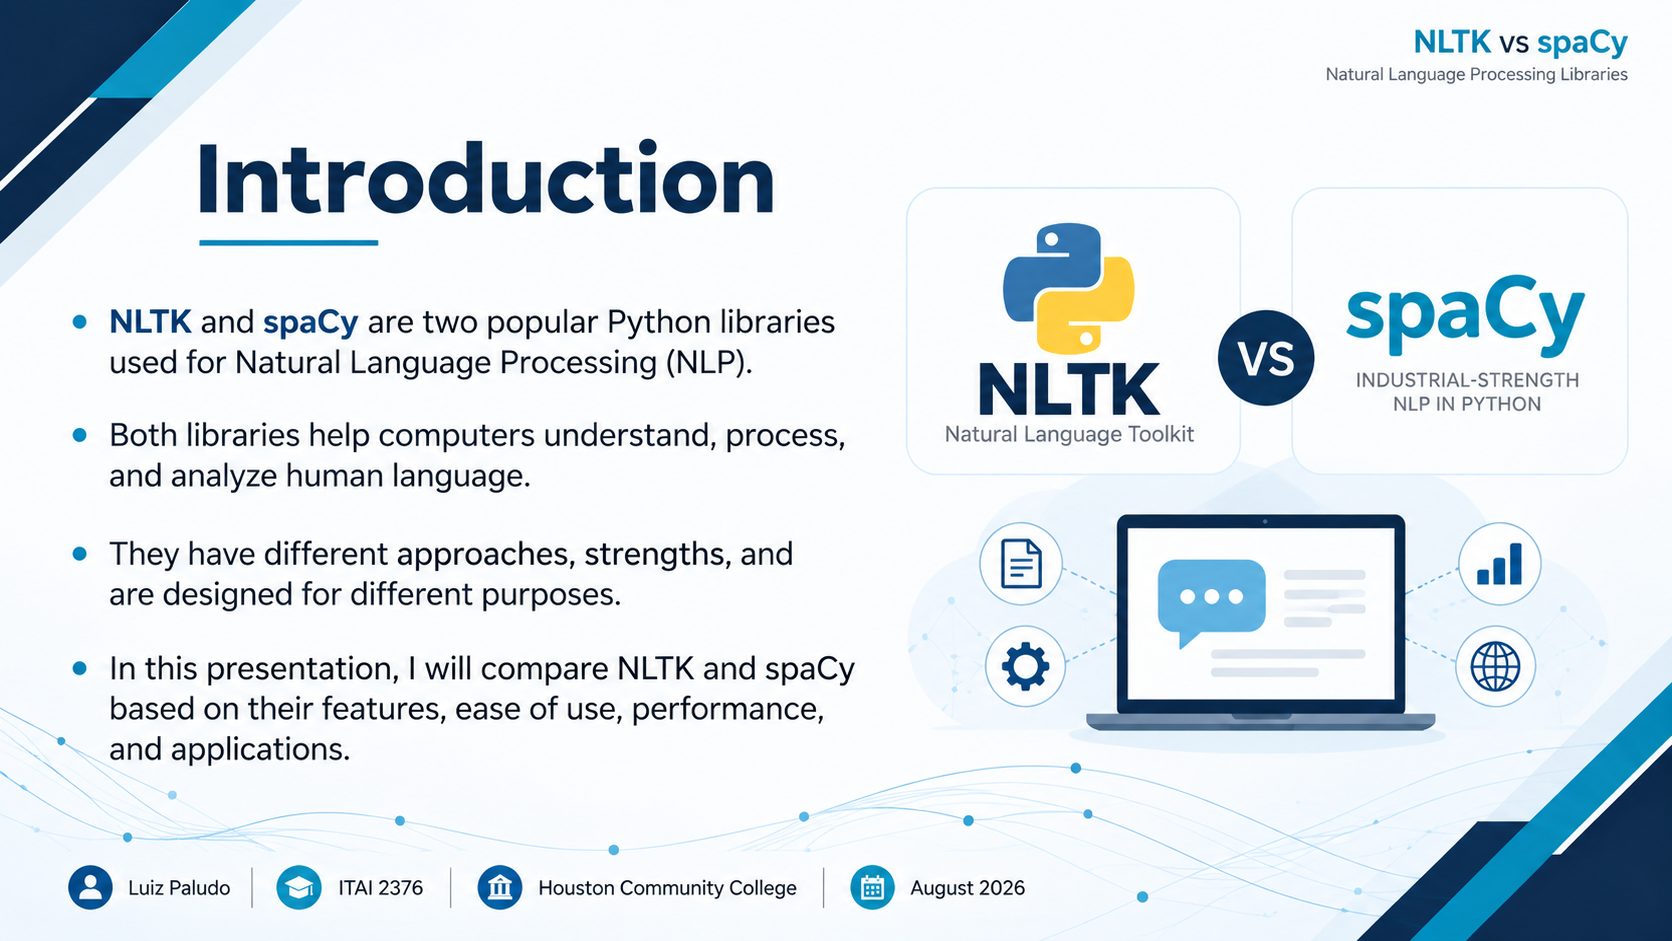 NLTK vs spaCy
Natural Language Processing Libraries
Introduction
• NLTK and spaCy are two popular Python libraries
used for Natural Language Processing (NLP).
• Both libraries help computers understand, process,
and analyze human language.
• They have different approaches, strengths, and
are designed for different purposes.
• In this presentation, I will compare NLTK and spaCy
based on their features, ease of use, performance,
and applications.
NLTK
Natural Language Toolkit
VS
spaCy
INDUSTRIAL-STRENGTH
NLP IN PYTHON
Luiz Paludo
ITAI 2376
Houston Community College
August 2026